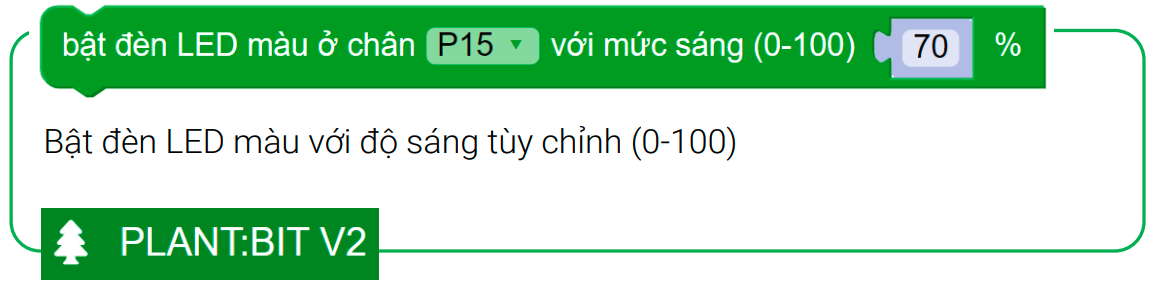 bật đèn LED màu ở chân P15 với mức sáng (0-100) 70 %
Bật đèn LED màu với độ sáng tùy chỉnh (0-100)
PLANT:BIT V2